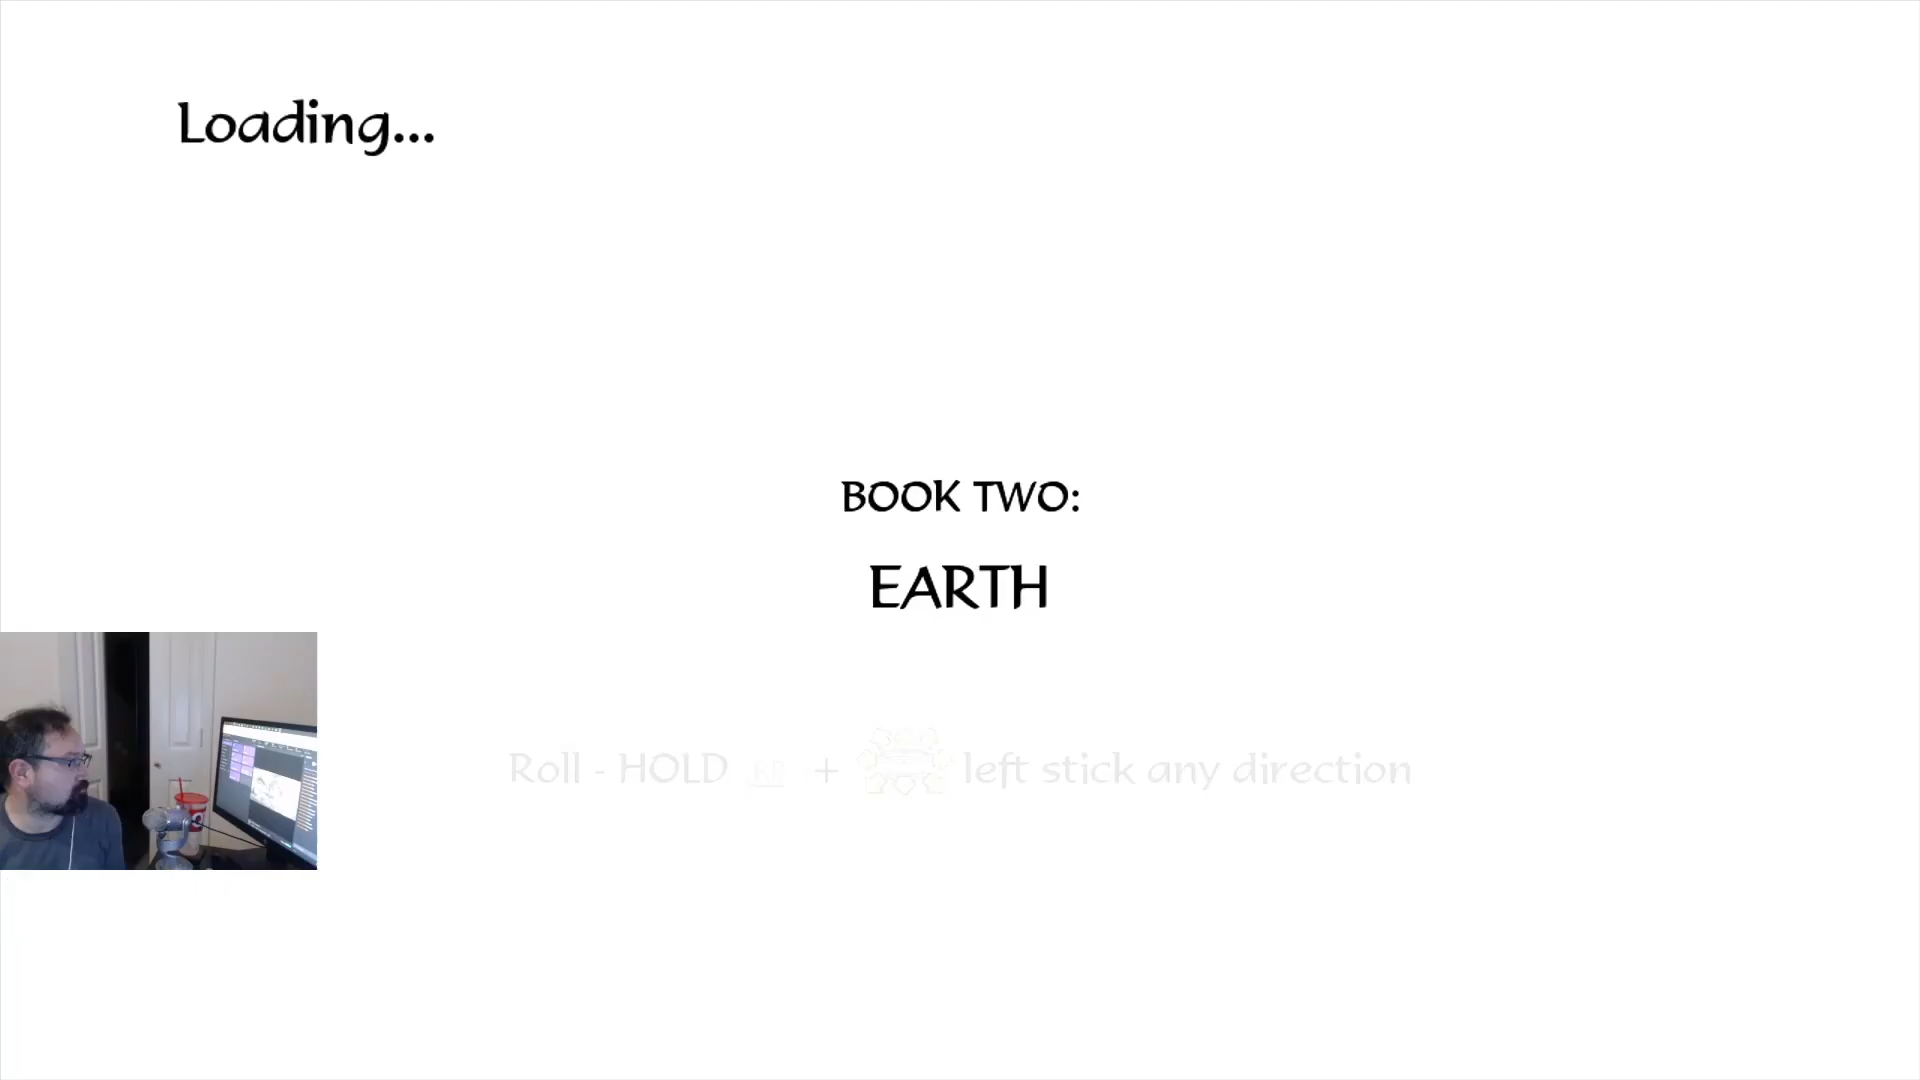 Loading...
BOOK TWO:
EARTH
Roll - HOLD + left stick any direction